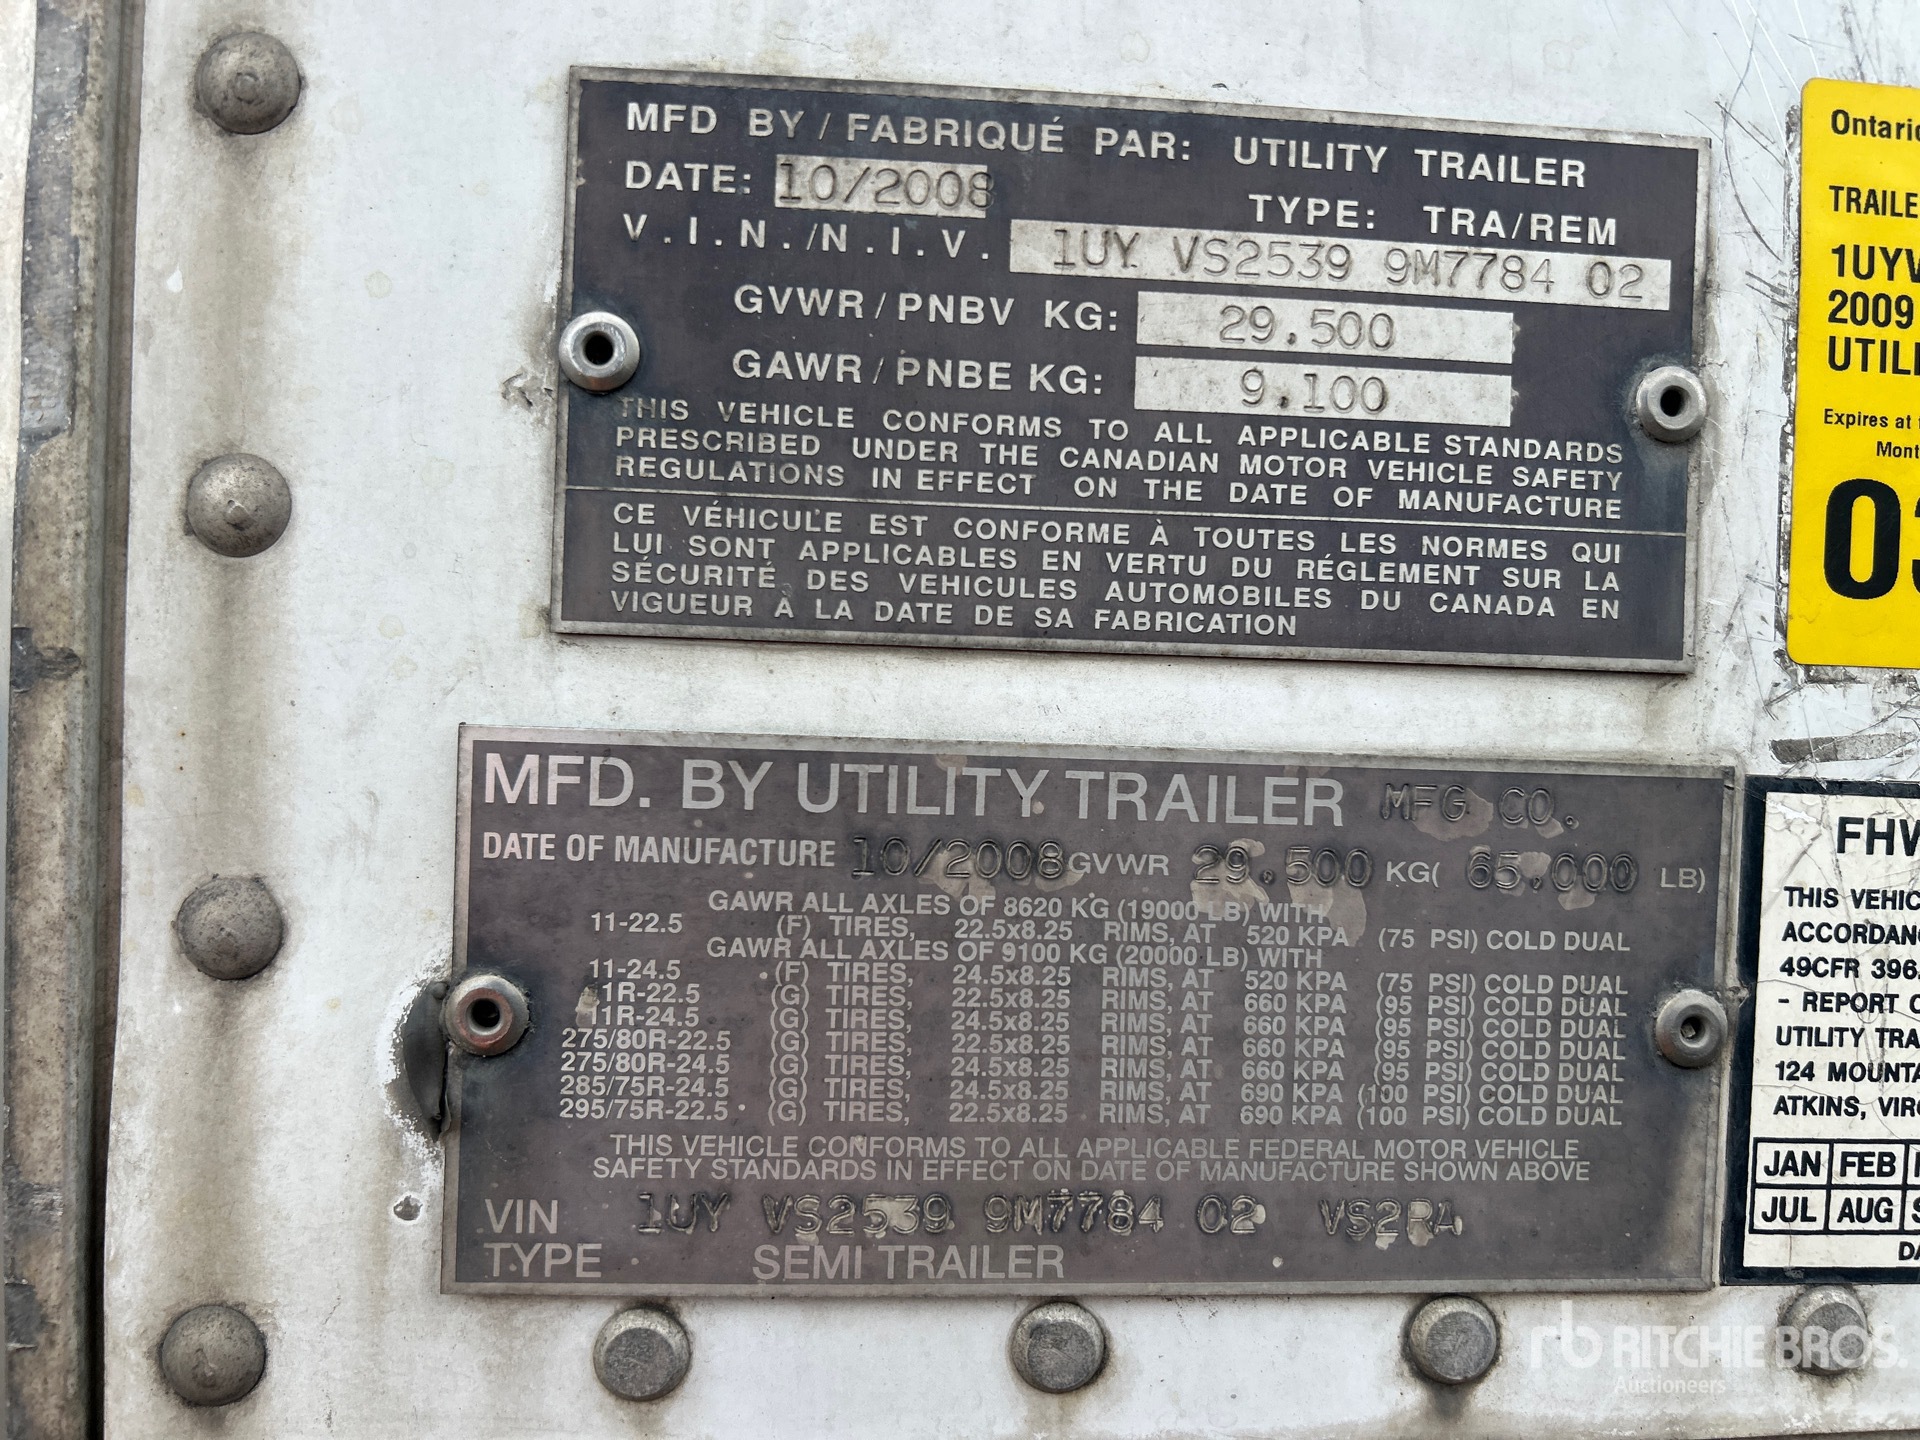 MFD BY / FABRIQUÉ PAR: UTILITY TRAILER
DATE: 10/2008 TYPE: TRA/REM
V.I.N./N.I.V. 1UY VS2539 9M7784 02
GVWR/PNBV KG: 29.500
GAWR/PNBE KG: 9.100
THIS VEHICLE CONFORMS TO ALL APPLICABLE STANDARDS
PRESCRIBED UNDER THE CANADIAN MOTOR VEHICLE SAFETY
REGULATIONS IN EFFECT ON THE DATE OF MANUFACTURE
CE VÉHICULE EST CONFORME À TOUTES LES NORMES QUI
LUI SONT APPLICABLES EN VERTU DU RÉGLEMENT SUR LA
SÉCURITÉ DES VEHICULES AUTOMOBILES DU CANADA EN
VIGUEUR À LA DATE DE SA FABRICATION
MFD. BY UTILITY TRAILER MFG CO.
DATE OF MANUFACTURE 10/2008 GVWR 29.500 KG( 65.000 LB)
GAWR ALL AXLES OF 8620 KG (19000 LB) WITH
11-22.5 (F) TIRES, 22.5x8.25 RIMS, AT 520 KPA (75 PSI) COLD DUAL
GAWR ALL AXLES OF 9100 KG (20000 LB) WITH
11-24.5 (F) TIRES, 24.5x8.25 RIMS, AT 520 KPA (75 PSI) COLD DUAL
11R-22.5 (G) TIRES, 22.5x8.25 RIMS, AT 660 KPA (95 PSI) COLD DUAL
11R-24.5 (G) TIRES, 24.5x8.25 RIMS, AT 660 KPA (95 PSI) COLD DUAL
275/80R-22.5 (G) TIRES, 22.5x8.25 RIMS, AT 660 KPA (95 PSI) COLD DUAL
275/80R-24.5 (G) TIRES, 24.5x8.25 RIMS, AT 660 KPA (95 PSI) COLD DUAL
285/75R-24.5 (G) TIRES, 24.5x8.25 RIMS, AT 690 KPA (100 PSI) COLD DUAL
295/75R-22.5 (G) TIRES, 22.5x8.25 RIMS, AT 690 KPA (100 PSI) COLD DUAL
THIS VEHICLE CONFORMS TO ALL APPLICABLE FEDERAL MOTOR VEHICLE
SAFETY STANDARDS IN EFFECT ON DATE OF MANUFACTURE SHOWN ABOVE
VIN 1UY VS2539 9M7784 02 VS2RA
TYPE SEMI TRAILER
Ontario
TRAILE
1UYV
2009
UTILI
Expires at
Mont
03
FHW
THIS VEHIC
ACCORDAN
49CFR 396.
- REPORT O
UTILITY TRA
124 MOUNTA
ATKINS, VIRG
JAN FEB
JUL AUG S
DA
rb RITCHIE BROS.
Auctioneers